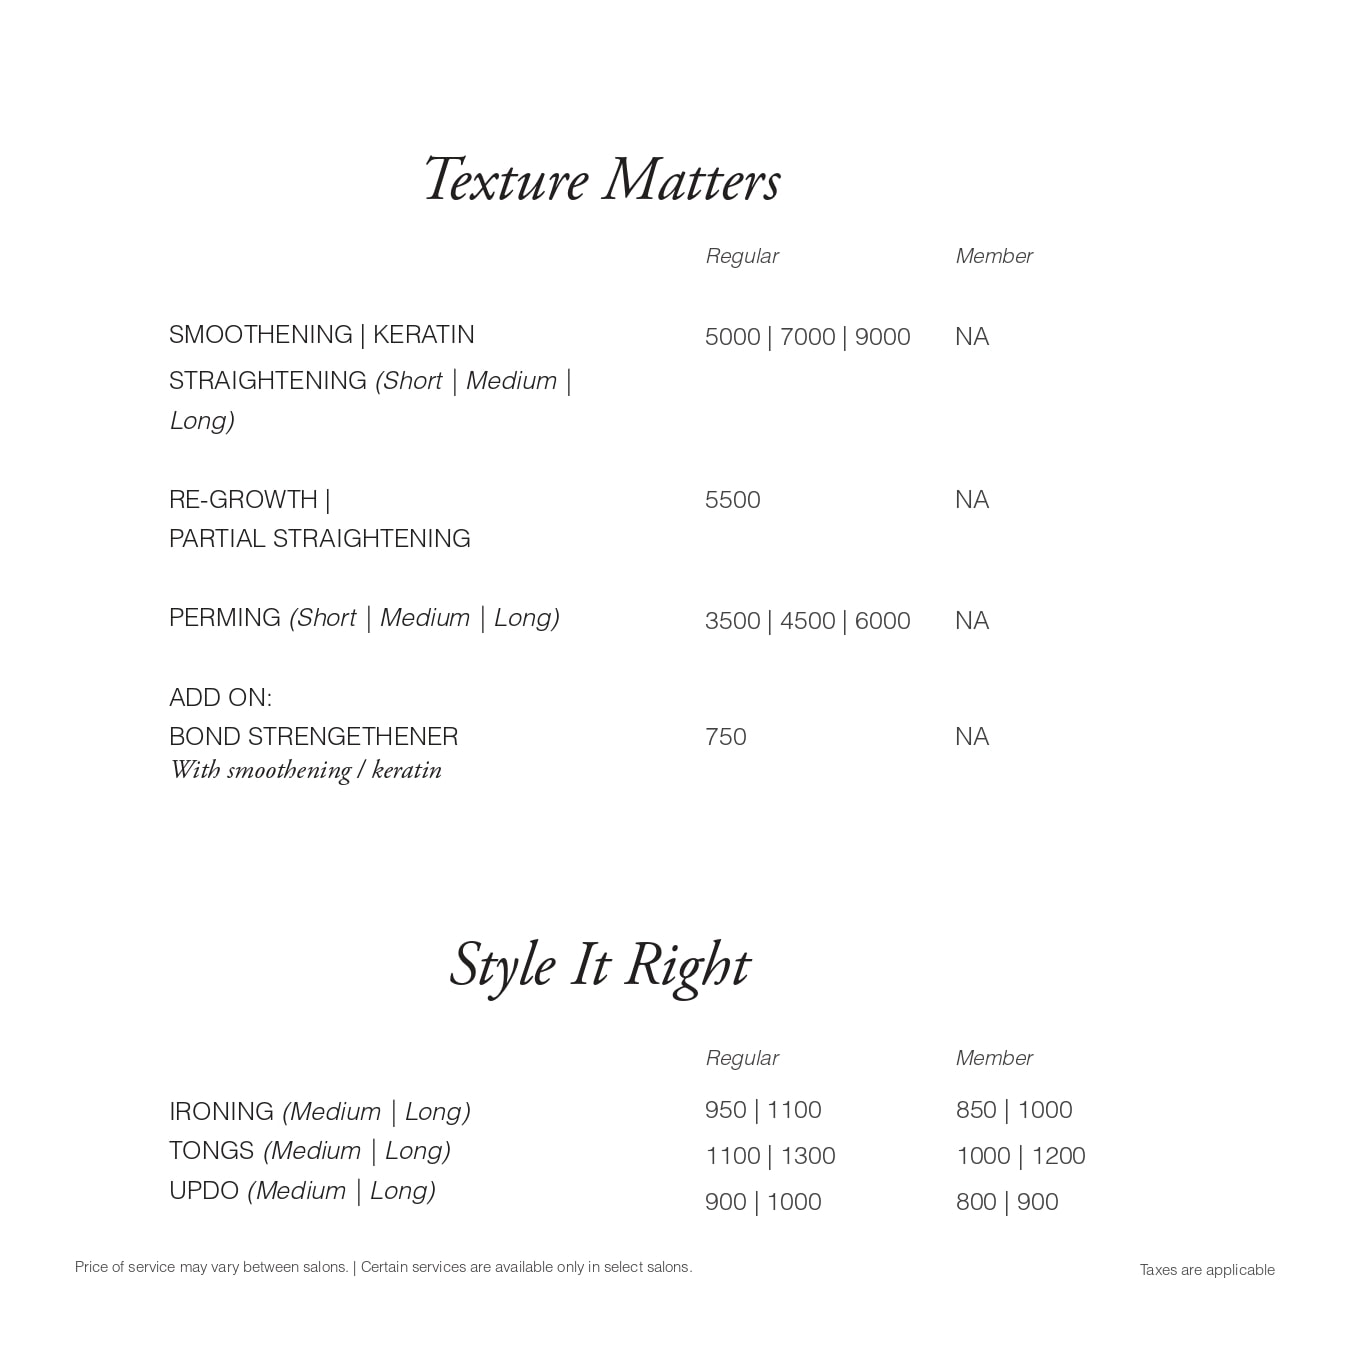 Texture Matters
Regular Member
SMOOTHENING | KERATIN 5000 | 7000 | 9000 NA
STRAIGHTENING (Short | Medium |
Long)
RE-GROWTH | 5500 NA
PARTIAL STRAIGHTENING
PERMING (Short | Medium | Long) 3500 | 4500 | 6000 NA
ADD ON:
BOND STRENGETHENER 750 NA
With smoothening / keratin
Style It Right
Regular Member
IRONING (Medium | Long) 950 | 1100 850 | 1000
TONGS (Medium | Long) 1100 | 1300 1000 | 1200
UPDO (Medium | Long) 900 | 1000 800 | 900
Price of service may vary between salons. | Certain services are available only in select salons. Taxes are applicable